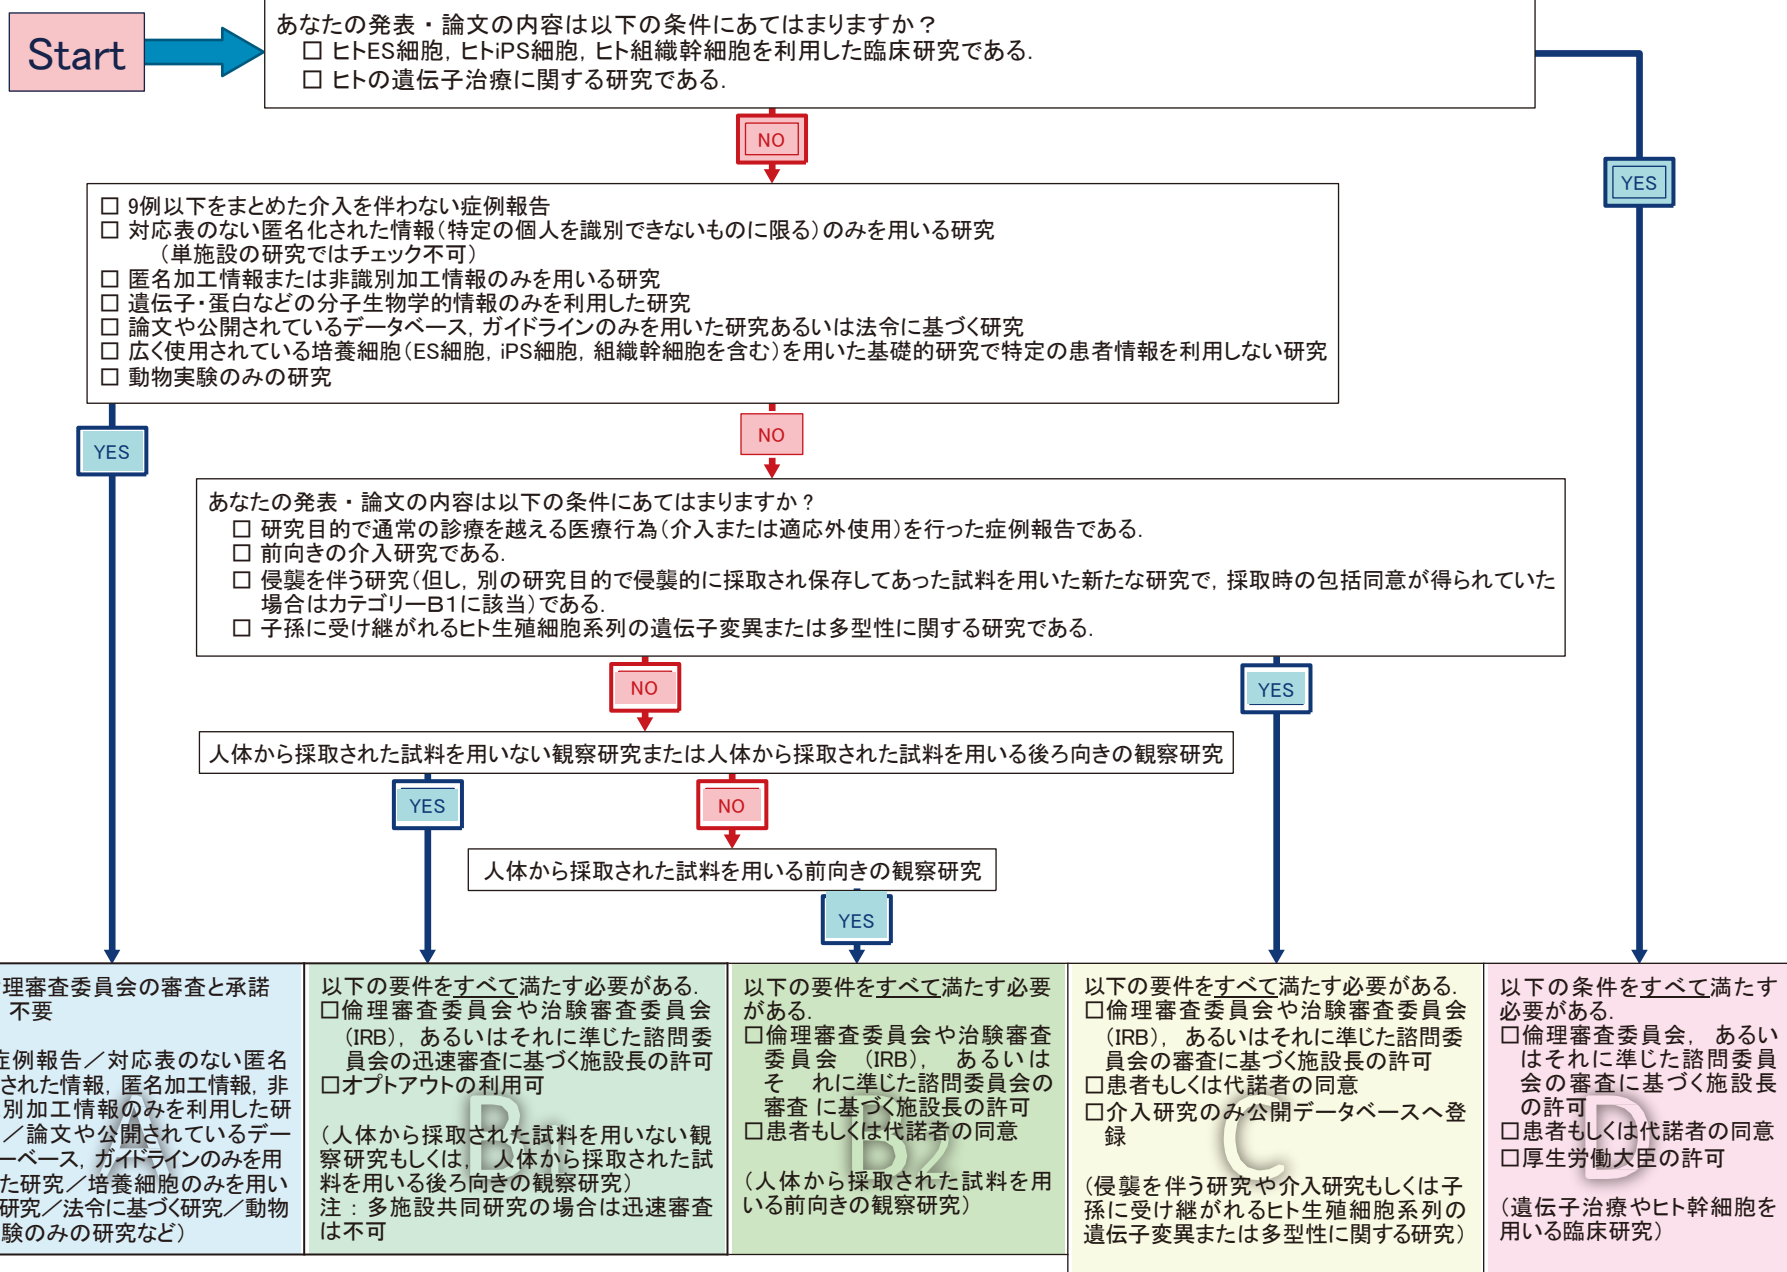 Start
あなたの発表・論文の内容は以下の条件にあてはまりますか？
□ ヒトES細胞，ヒトiPS細胞，ヒト組織幹細胞を利用した臨床研究である．
□ ヒトの遺伝子治療に関する研究である．
NO
YES
□ 9例以下をまとめた介入を伴わない症例報告
□ 対応表のない匿名化された情報（特定の個人を識別できないものに限る）のみを用いる研究
（単施設の研究ではチェック不可）
□ 匿名加工情報または非識別加工情報のみを用いる研究
□ 遺伝子・蛋白などの分子生物学的情報のみを利用した研究
□ 論文や公開されているデータベース，ガイドラインのみを用いた研究あるいは法令に基づく研究
□ 広く使用されている培養細胞（ES細胞，iPS細胞，組織幹細胞を含む）を用いた基礎的研究で特定の患者情報を利用しない研究
□ 動物実験のみの研究
YES
NO
あなたの発表・論文の内容は以下の条件にあてはまりますか？
□ 研究目的で通常の診療を越える医療行為（介入または適応外使用）を行った症例報告である．
□ 前向きの介入研究である．
□ 侵襲を伴う研究（但し，別の研究目的で侵襲的に採取され保存してあった試料を用いた新たな研究で，採取時の包括同意が得られていた
場合はカテゴリーB1に該当）である．
□ 子孫に受け継がれるヒト生殖細胞系列の遺伝子変異または多型性に関する研究である．
NO
YES
人体から採取された試料を用いない観察研究または人体から採取された試料を用いる後ろ向きの観察研究
YES
NO
人体から採取された試料を用いる前向きの観察研究
YES
理審査委員会の審査と承諾
不要
症例報告／対応表のない匿名
された情報，匿名加工情報，非
別加工情報のみを利用した研
／論文や公開されているデー
ーベース，ガイドラインのみを用
た研究／培養細胞のみを用い
研究／法令に基づく研究／動物
験のみの研究など）
A
以下の要件をすべて満たす必要がある．
□倫理審査委員会や治験審査委員会
（IRB），あるいはそれに準じた諮問委
員会の迅速審査に基づく施設長の許可
□オプトアウトの利用可
（人体から採取された試料を用いない観
察研究もしくは，人体から採取された試
料を用いる後ろ向きの観察研究）
注：多施設共同研究の場合は迅速審査
は不可
B1
以下の要件をすべて満たす必要
がある．
□倫理審査委員会や治験審査
委員会（IRB），あるいは
そ れに準じた諮問委員会の
審査 に基づく施設長の許可
□患者もしくは代諾者の同意
（人体から採取された試料を用
いる前向きの観察研究）
B2
以下の要件をすべて満たす必要がある．
□倫理審査委員会や治験審査委員会
（IRB），あるいはそれに準じた諮問委
員会の審査に基づく施設長の許可
□患者もしくは代諾者の同意
□介入研究のみ公開データベースへ登
録
（侵襲を伴う研究や介入研究もしくは子
孫に受け継がれるヒト生殖細胞系列の
遺伝子変異または多型性に関する研究）
C
以下の条件をすべて満たす
必要がある．
□倫理審査委員会，あるい
はそれに準じた諮問委員
会の審査に基づく施設長
の許可
□患者もしくは代諾者の同意
□厚生労働大臣の許可
（遺伝子治療やヒト幹細胞を
用いる臨床研究）
D